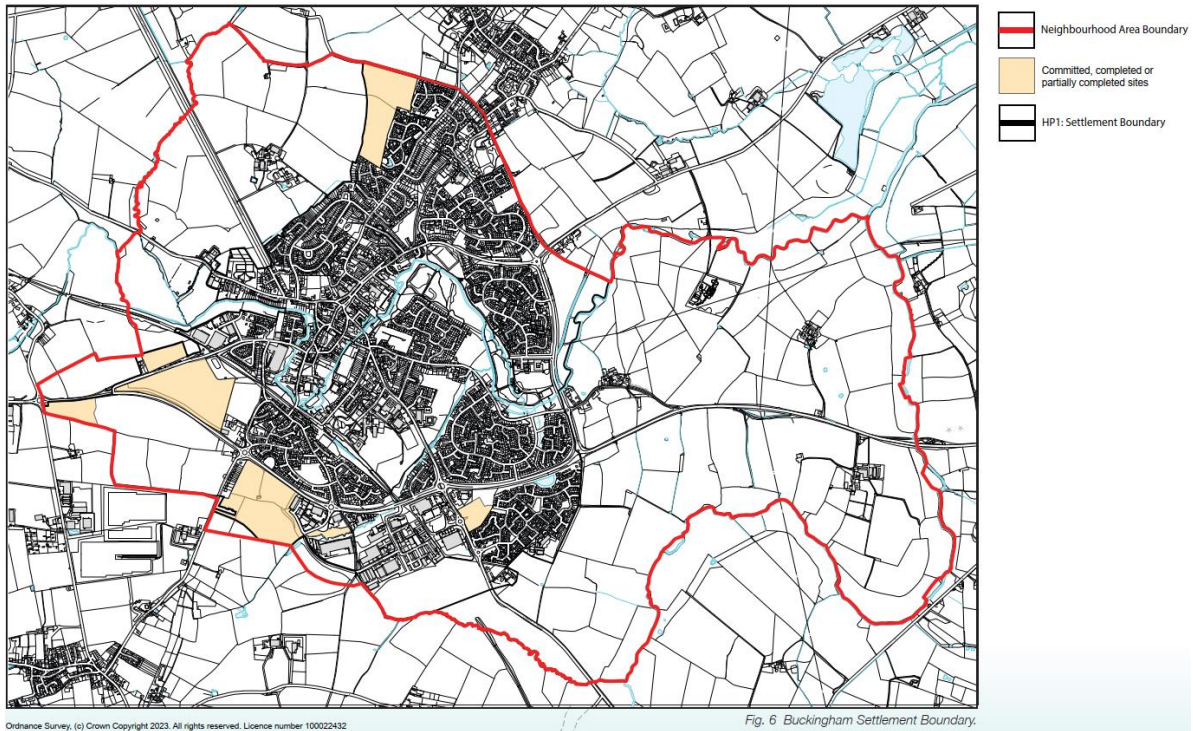 Neighbourhood Area Boundary
Committed, completed or
partially completed sites
HP1: Settlement Boundary
Ordnance Survey, (c) Crown Copyright 2023. All rights reserved. Licence number 100022432
Fig. 6 Buckingham Settlement Boundary.